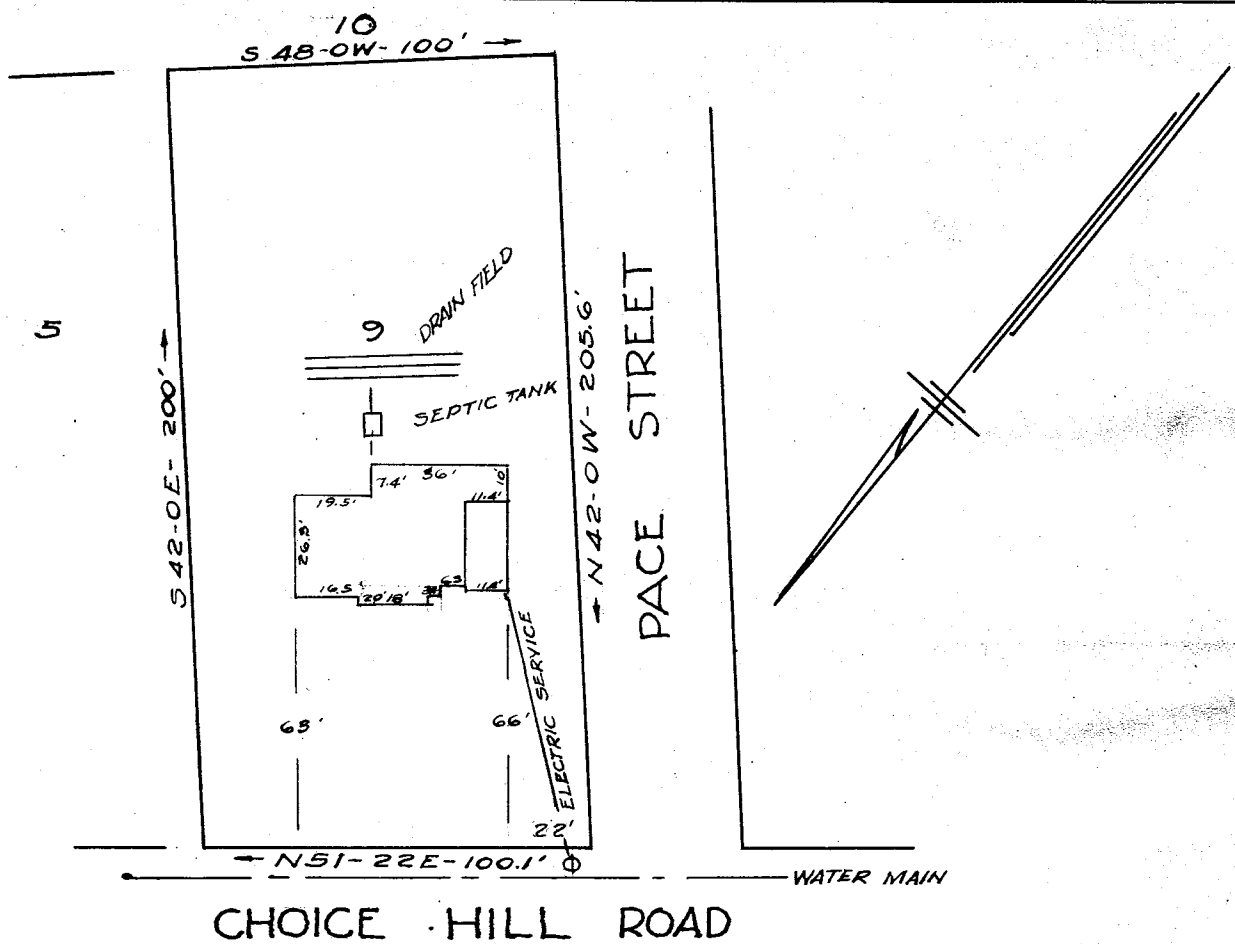 10
S 48-0W-100'
5
9
DRAIN FIELD
SEPTIC TANK
S 42-0E-200'
N42-0W-205.6'
PACE STREET
7.4'
36'
10'
19.5'
11.4'
26.3'
16.5
20'18'
6.3
11.4'
63'
66'
ELECTRIC SERVICE
22'
N51-22E-100.1'
WATER MAIN
CHOICE HILL ROAD